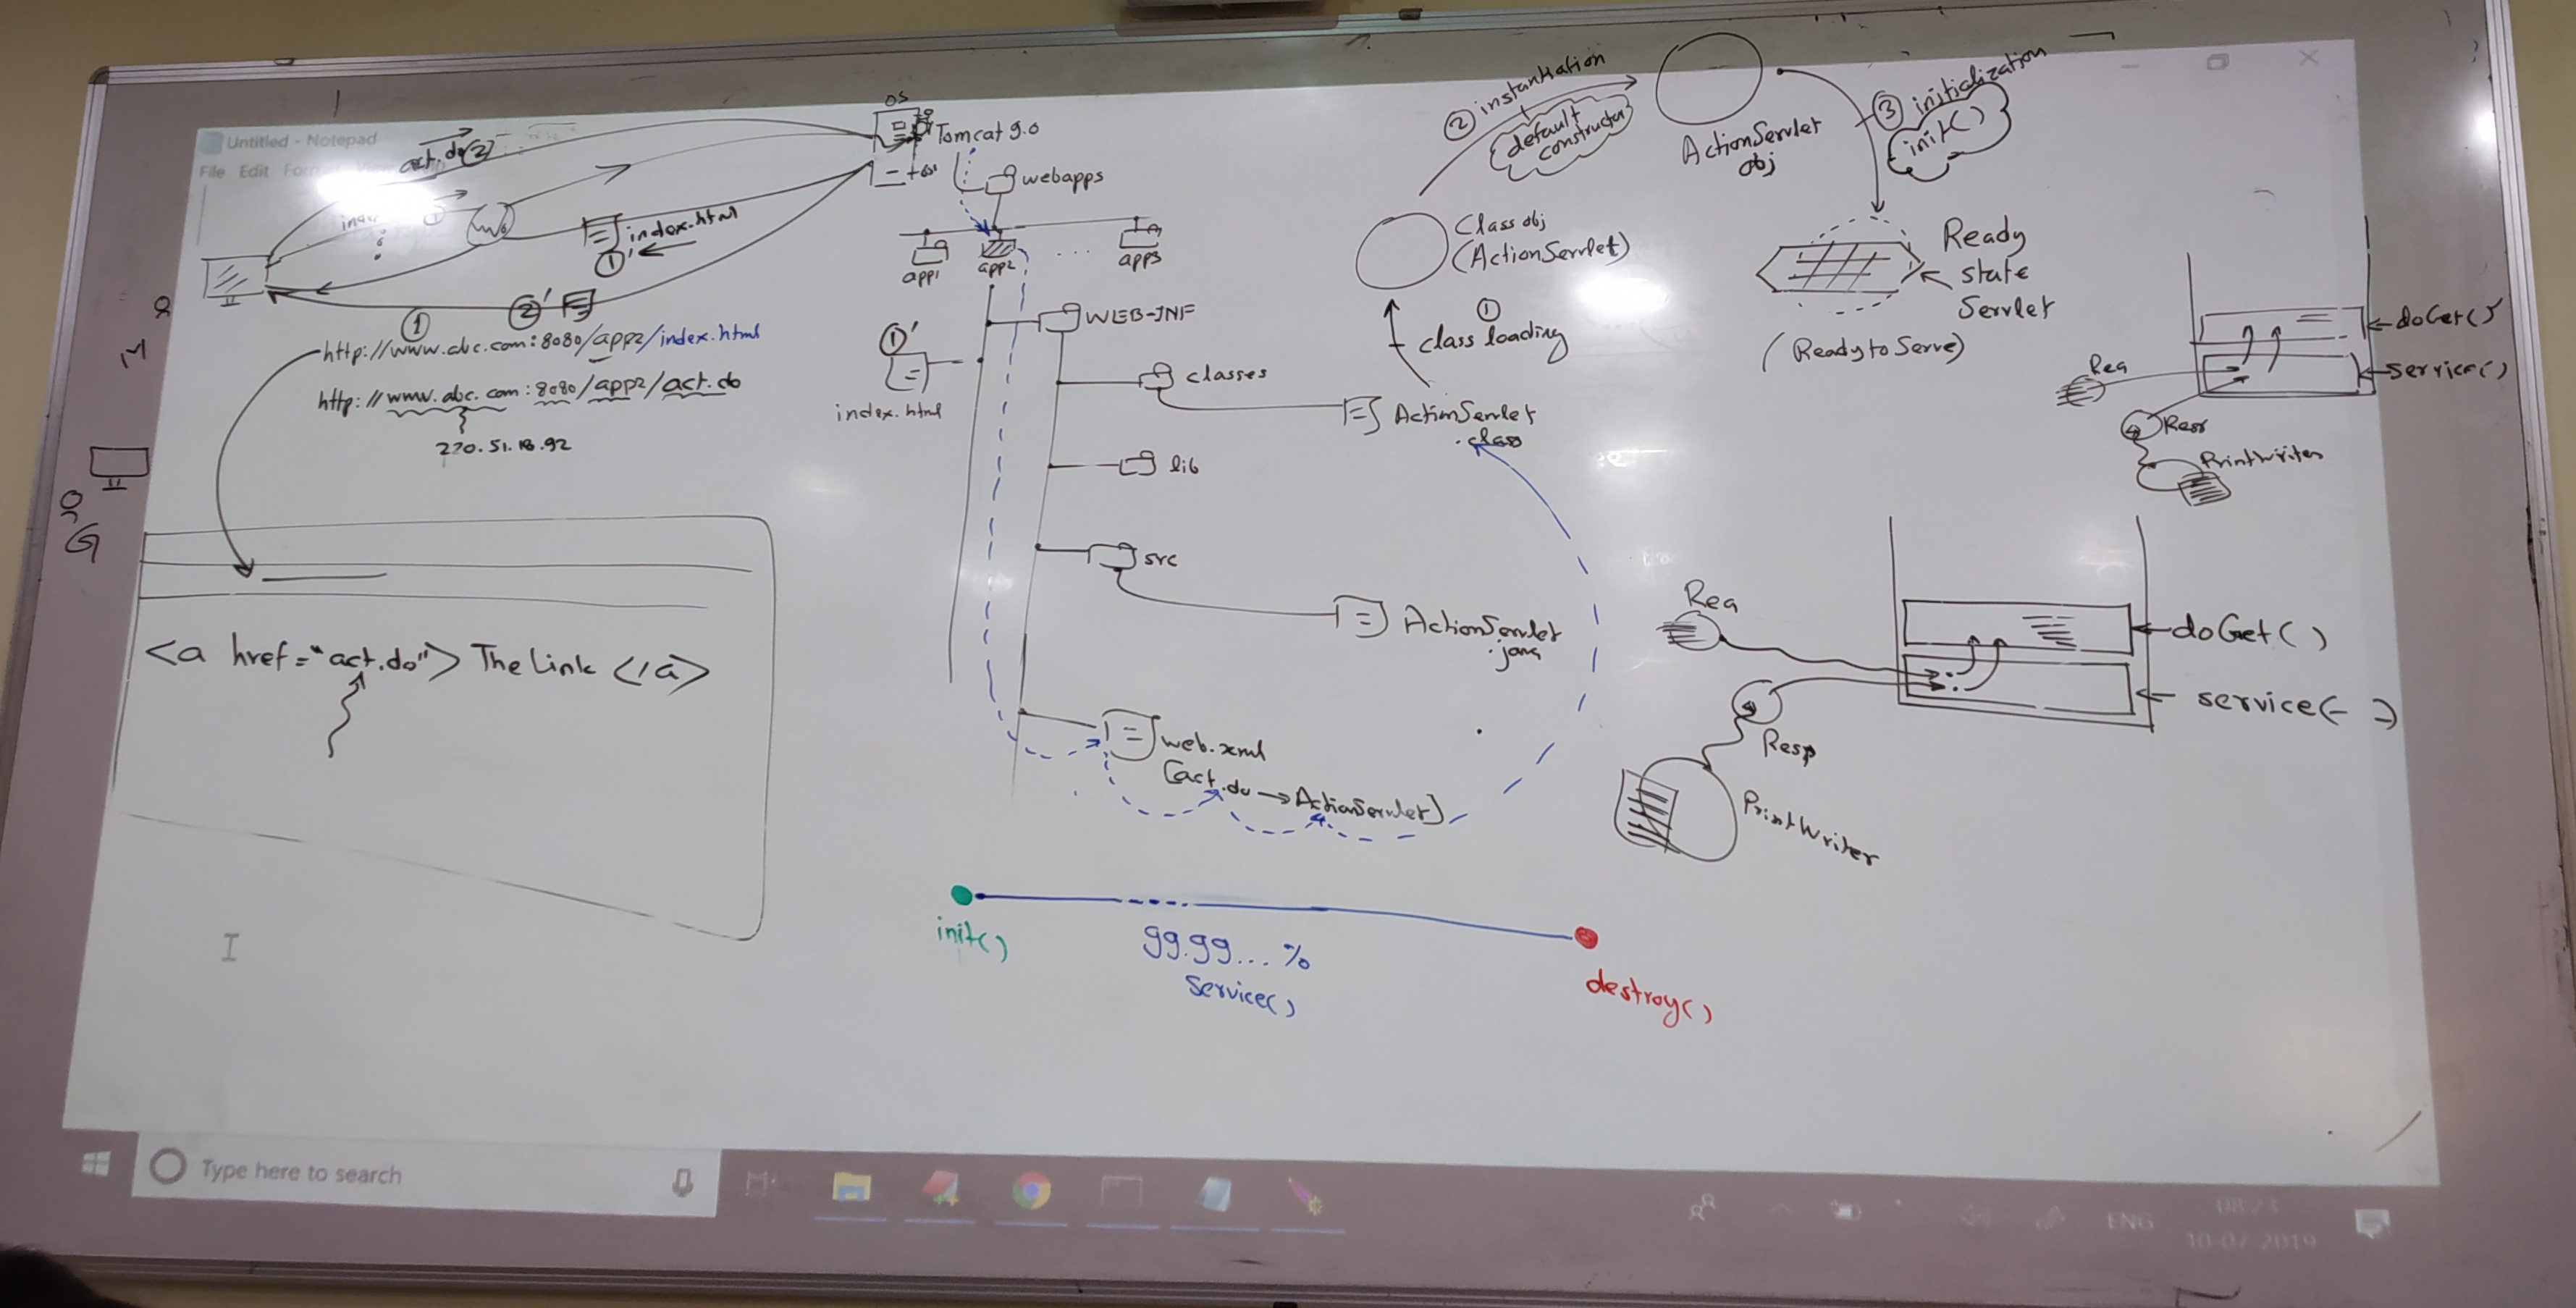 Untitled - Notepad
File Edit
act.do ②
index.html
①'
②'
①
http://www.abc.com:8080/app2/index.html
http://www.abc.com:8080/app2/act.do
220.51.18.92
<a href="act.do"> The Link </a>
M
G
OS
Tomcat 9.0
webapps
app1
app2
...
app3
WEB-INF
①'
index.html
classes
ActionServlet
.class
lib
src
ActionServlet
.java
web.xml
[act.do → ActionServlet]
init()
99.99...%
Service()
destroy()
② instantiation
default
constructor
ActionServlet
obj
③ initialization
init()
Class obj
(ActionServlet)
①
class loading
Ready
state
Servlet
(Ready to Serve)
doGet()
service()
Req
Resp
PrintWriter
Req
doGet()
service(- -)
Resp
PrintWriter
Type here to search
ENG
08:23
10-07-2019